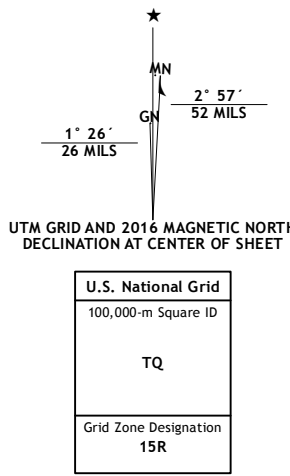 ★
MN
GN
2° 57´
52 MILS
1° 26´
26 MILS
UTM GRID AND 2016 MAGNETIC NORTH
DECLINATION AT CENTER OF SHEET
U.S. National Grid
100,000-m Square ID
TQ
Grid Zone Designation
15R